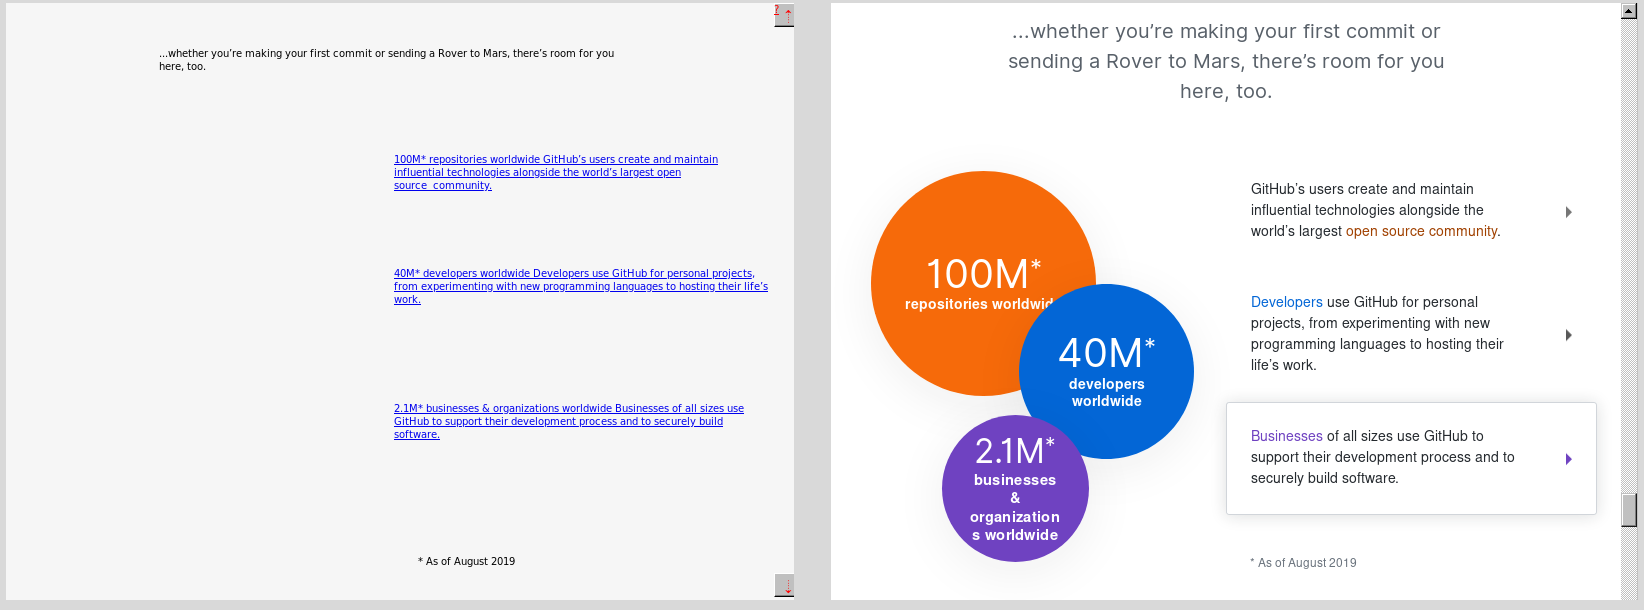 ?
...whether you’re making your first commit or sending a Rover to Mars, there’s room for you
here, too.
100M* repositories worldwide GitHub’s users create and maintain
influential technologies alongside the world’s largest open
source community.
40M* developers worldwide Developers use GitHub for personal projects,
from experimenting with new programming languages to hosting their life’s
work.
2.1M* businesses & organizations worldwide Businesses of all sizes use
GitHub to support their development process and to securely build
software.
* As of August 2019
...whether you’re making your first commit or
sending a Rover to Mars, there’s room for you
here, too.
100M*
repositories worldwid
40M*
developers
worldwide
2.1M*
businesses
&
organization
s worldwide
GitHub’s users create and maintain
influential technologies alongside the
world’s largest open source community.
Developers use GitHub for personal
projects, from experimenting with new
programming languages to hosting their
life’s work.
Businesses of all sizes use GitHub to
support their development process and to
securely build software.
* As of August 2019